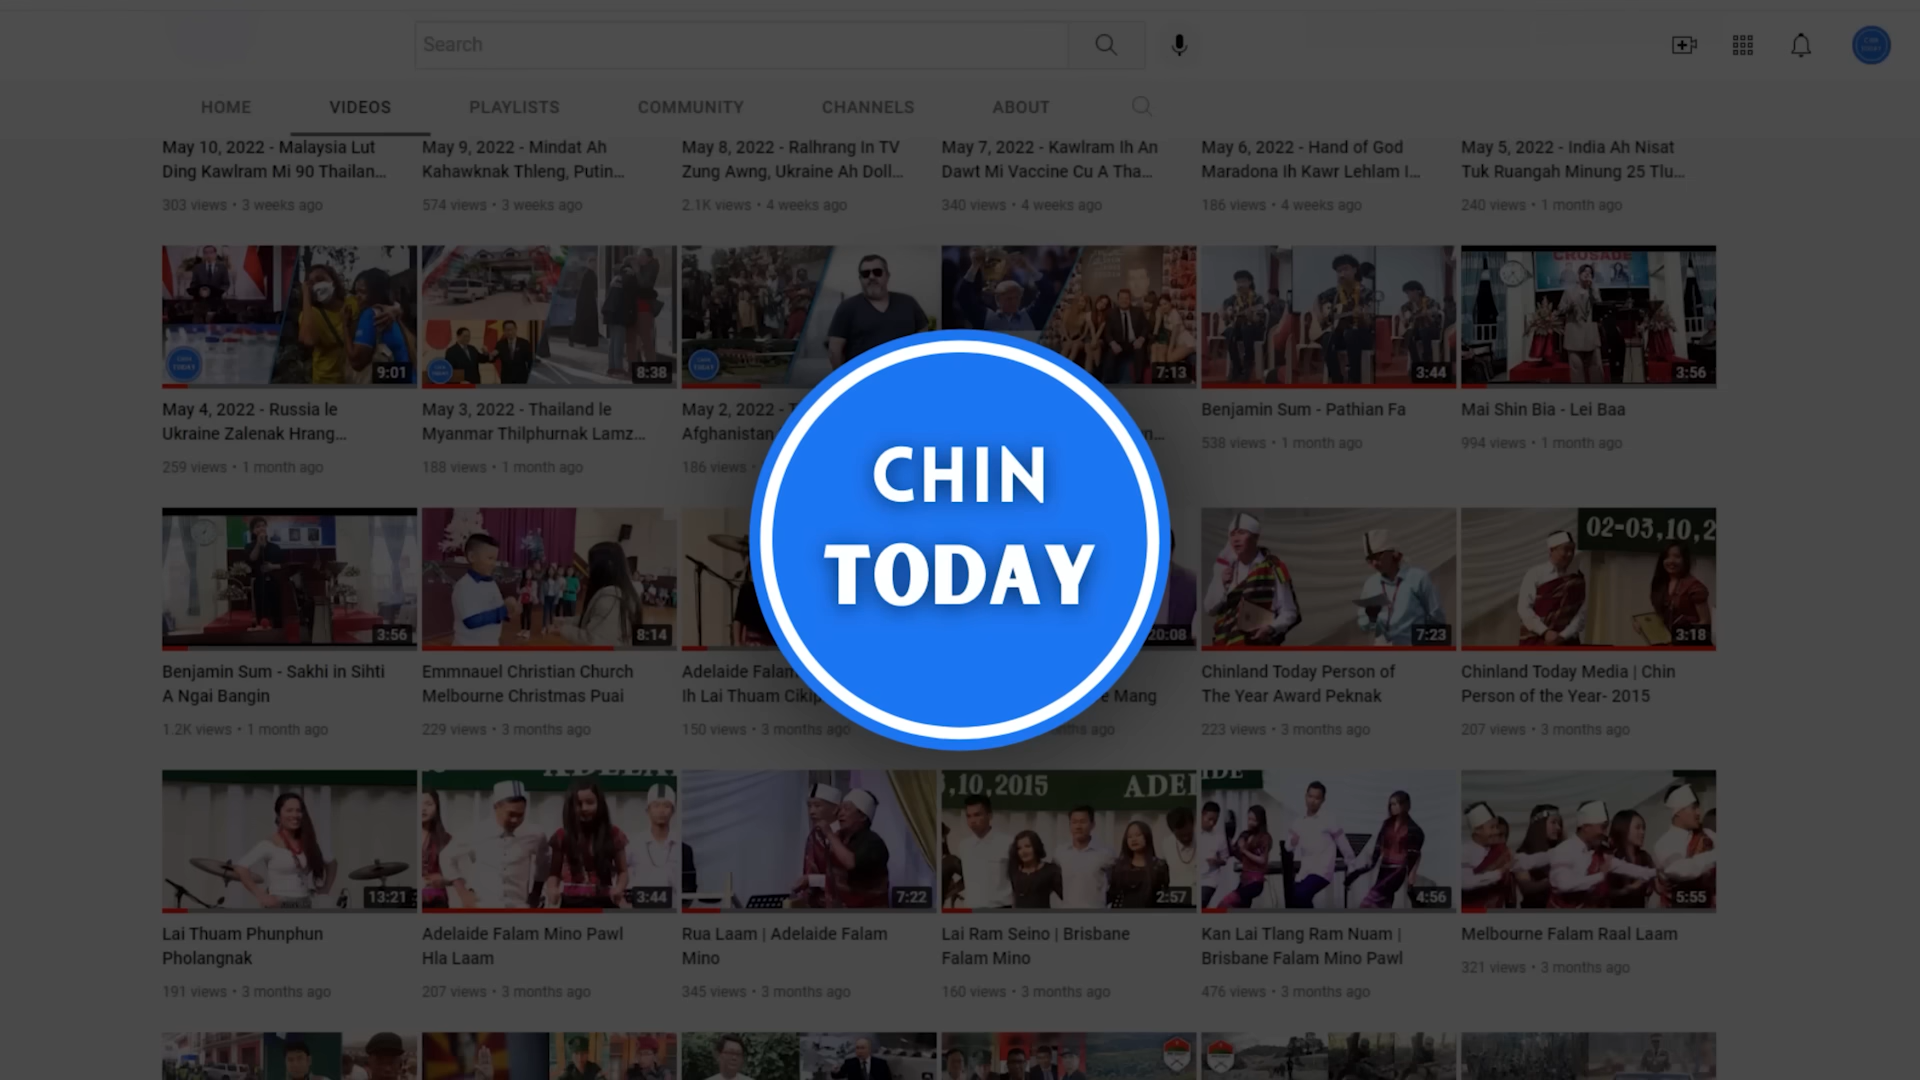 Search
HOME VIDEOS PLAYLISTS COMMUNITY CHANNELS ABOUT
May 10, 2022 - Malaysia Lut
Ding Kawlram Mi 90 Thailan...
303 views • 3 weeks ago
May 9, 2022 - Mindat Ah
Kahawknak Thleng, Putin...
574 views • 3 weeks ago
May 8, 2022 - Ralhrang In TV
Zung Awng, Ukraine Ah Doll...
2.1K views • 4 weeks ago
May 7, 2022 - Kawlram Ih An
Dawt Mi Vaccine Cu A Tha...
340 views • 4 weeks ago
May 6, 2022 - Hand of God
Maradona Ih Kawr Lehlam I...
186 views • 4 weeks ago
May 5, 2022 - India Ah Nisat
Tuk Ruangah Minung 25 Tlu...
240 views • 1 month ago
CHIN
TODAY
9:01
May 4, 2022 - Russia le
Ukraine Zalenak Hrang...
259 views • 1 month ago
8:38
May 3, 2022 - Thailand le
Myanmar Thilphurnak Lamz...
188 views • 1 month ago
CHIN
TODAY
May 2, 2022 -
Afghanistan
186 views
7:13
3:44
Benjamin Sum - Pathian Fa
538 views • 1 month ago
CRUSADE
3:56
Mai Shin Bia - Lei Baa
994 views • 1 month ago
CHIN
TODAY
3:56
Benjamin Sum - Sakhi in Sihti
A Ngai Bangin
1.2K views • 1 month ago
8:14
Emmnauel Christian Church
Melbourne Christmas Puai
229 views • 3 months ago
Adelaide Falam
Ih Lai Thuam
150 views • 3 months ago
20:08
Mang
ago
7:23
Chinland Today Person of
The Year Award Peknak
223 views • 3 months ago
02-03,10,2
3:18
Chinland Today Media | Chin
Person of the Year- 2015
207 views • 3 months ago
13:21
Lai Thuam Phunphun
Pholangnak
191 views • 3 months ago
3:44
Adelaide Falam Mino Pawl
Hla Laam
207 views • 3 months ago
7:22
Rua Laam | Adelaide Falam
Mino
345 views • 3 months ago
,10,2015 ADEL
2:57
Lai Ram Seino | Brisbane
Falam Mino
160 views • 3 months ago
4:56
Kan Lai Tlang Ram Nuam |
Brisbane Falam Mino Pawl
476 views • 3 months ago
5:55
Melbourne Falam Raal Laam
321 views • 3 months ago